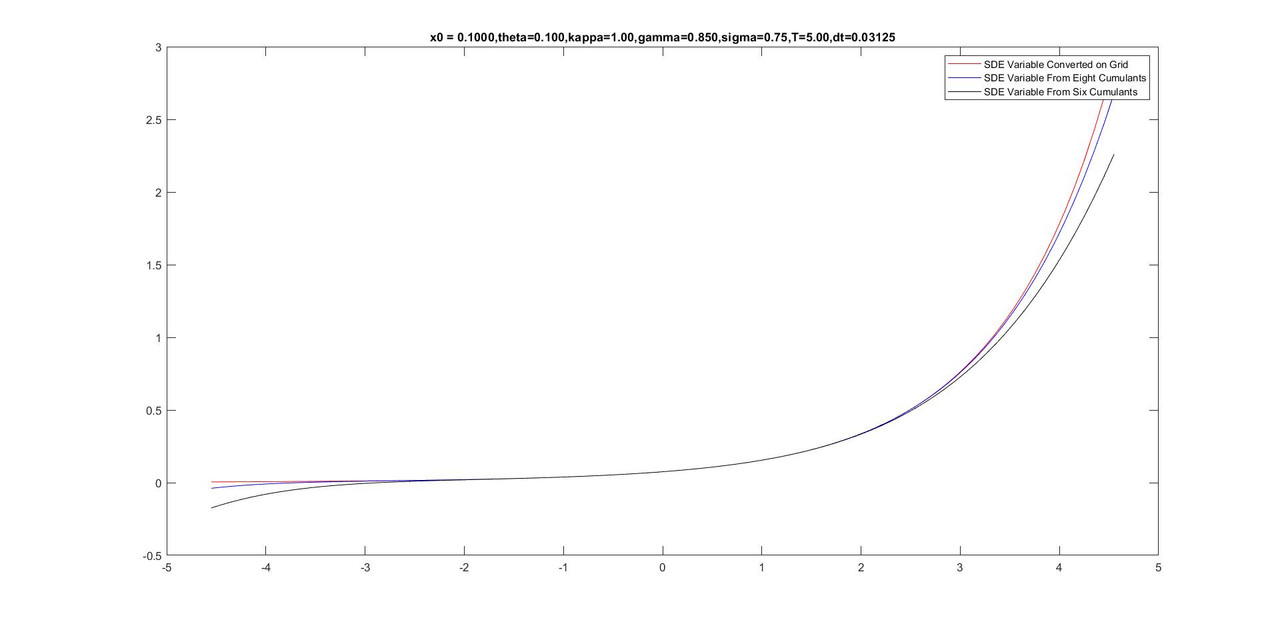 x0 = 0.1000,theta=0.100,kappa=1.00,gamma=0.850,sigma=0.75,T=5.00,dt=0.03125
SDE Variable Converted on Grid
SDE Variable From Eight Cumulants
SDE Variable From Six Cumulants
3
2.5
2
1.5
1
0.5
0
-0.5
-5 -4 -3 -2 -1 0 1 2 3 4 5